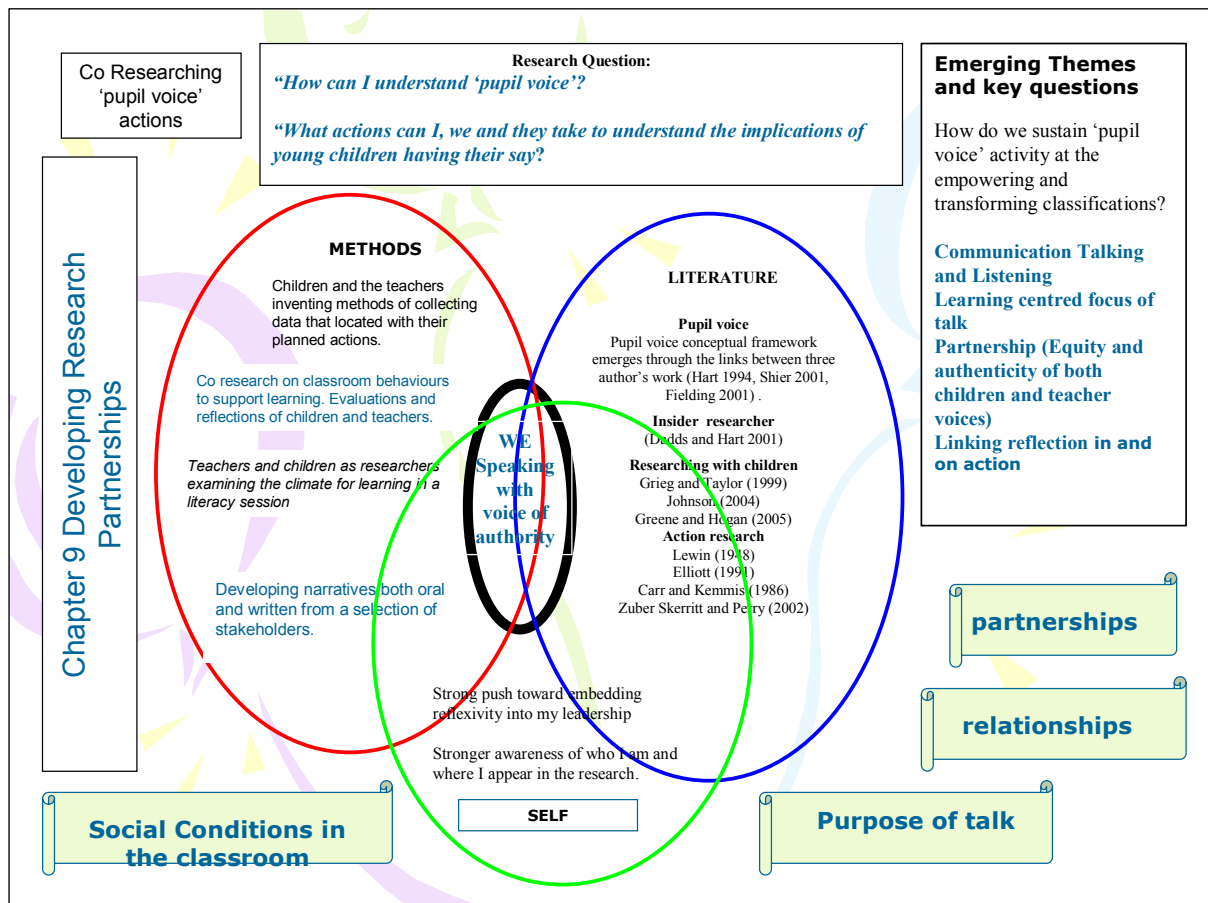 Co Researching
‘pupil voice’
actions
Research Question:
“How can I understand ‘pupil voice’?
“What actions can I, we and they take to understand the implications of
young children having their say?
Emerging Themes
and key questions
How do we sustain ‘pupil
voice’ activity at the
empowering and
transforming classifications?
Communication Talking
and Listening
Learning centred focus of
talk
Partnership (Equity and
authenticity of both
children and teacher
voices)
Linking reflection in and
on action
Chapter 9 Developing Research
Partnerships
METHODS
Children and the teachers
inventing methods of collecting
data that located with their
planned actions.
Co research on classroom behaviours
to support learning. Evaluations and
reflections of children and teachers.
Teachers and children as researchers
examining the climate for learning in a
literacy session
Developing narratives both oral
and written from a selection of
stakeholders.
WE
Speaking
with
voice of
authority
LITERATURE
Pupil voice
Pupil voice conceptual framework
emerges through the links between three
author’s work (Hart 1994, Shier 2001,
Fielding 2001) .
Insider researcher
(Dadds and Hart 2001)
Researching with children
Grieg and Taylor (1999)
Johnson (2004)
Greene and Hogan (2005)
Action research
Lewin (1948)
Elliott (1991)
Carr and Kemmis (1986)
Zuber Skerritt and Perry (2002)
Strong push toward embedding
reflexivity into my leadership
Stronger awareness of who I am and
where I appear in the research.
SELF
partnerships
relationships
Purpose of talk
Social Conditions in
the classroom